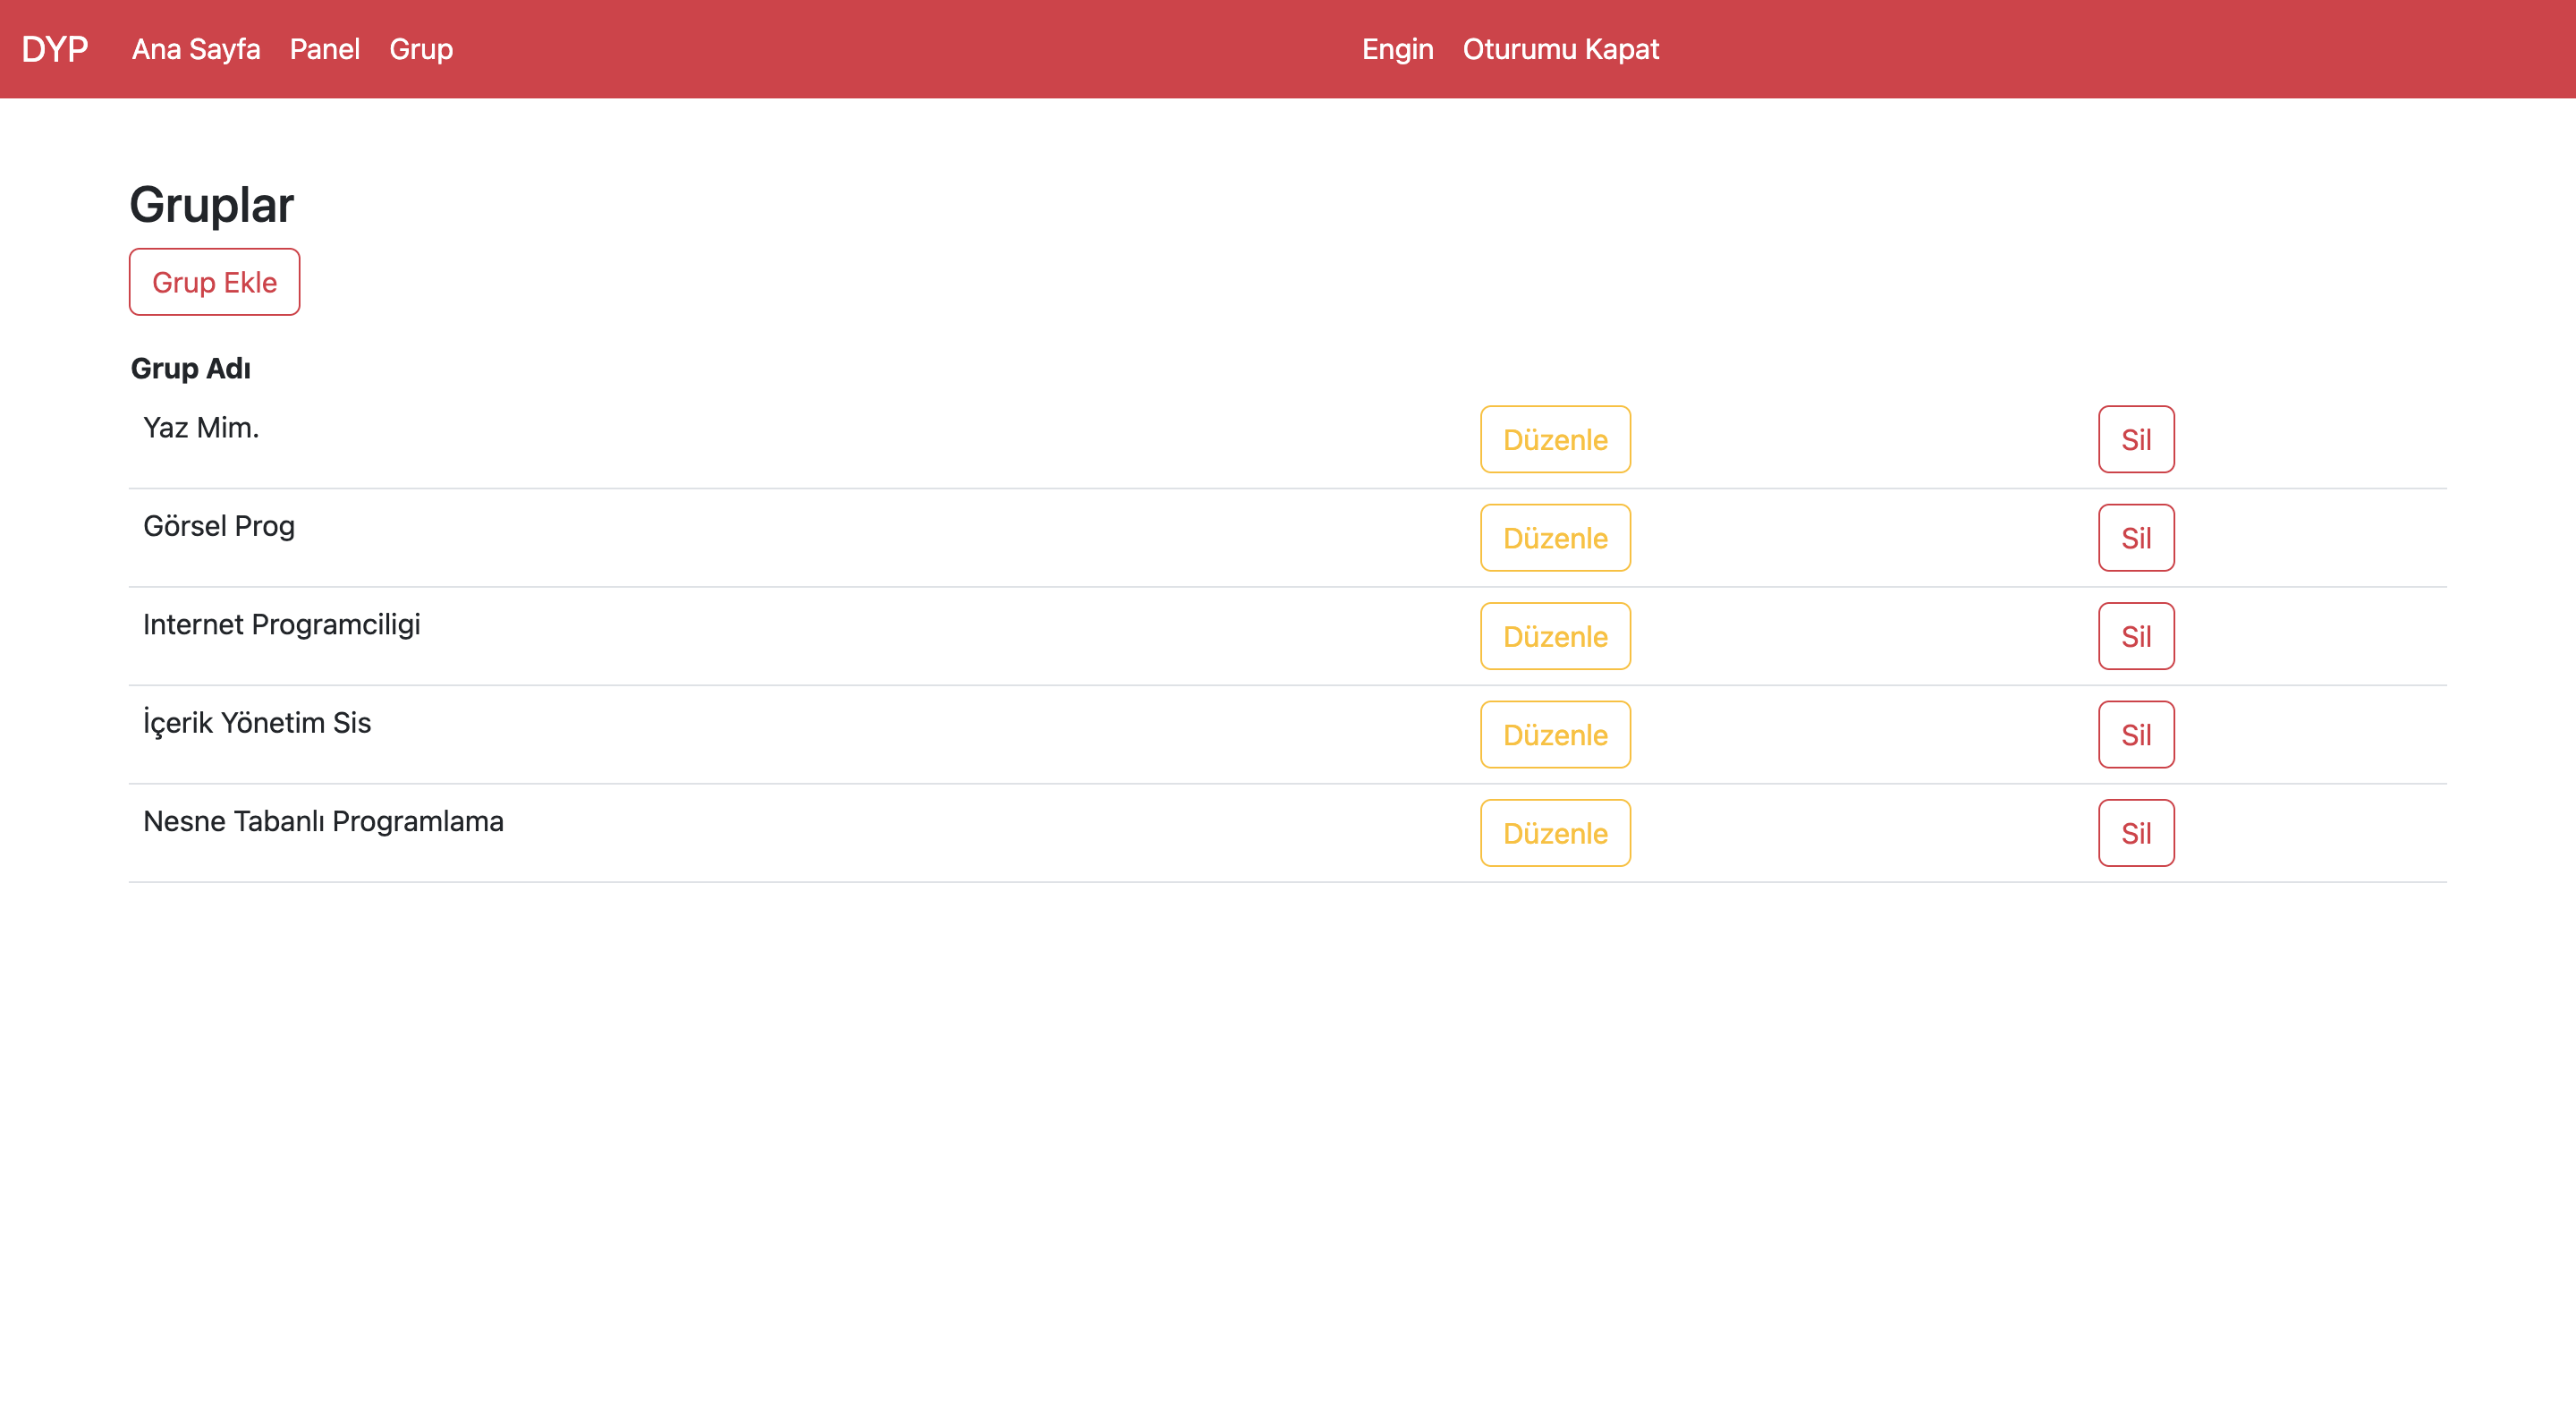 DYP Ana Sayfa Panel Grup Engin Oturumu Kapat
Gruplar
Grup Ekle
Grup Adı
Yaz Mim. Düzenle Sil
Görsel Prog Düzenle Sil
Internet Programciligi Düzenle Sil
İçerik Yönetim Sis Düzenle Sil
Nesne Tabanlı Programlama Düzenle Sil